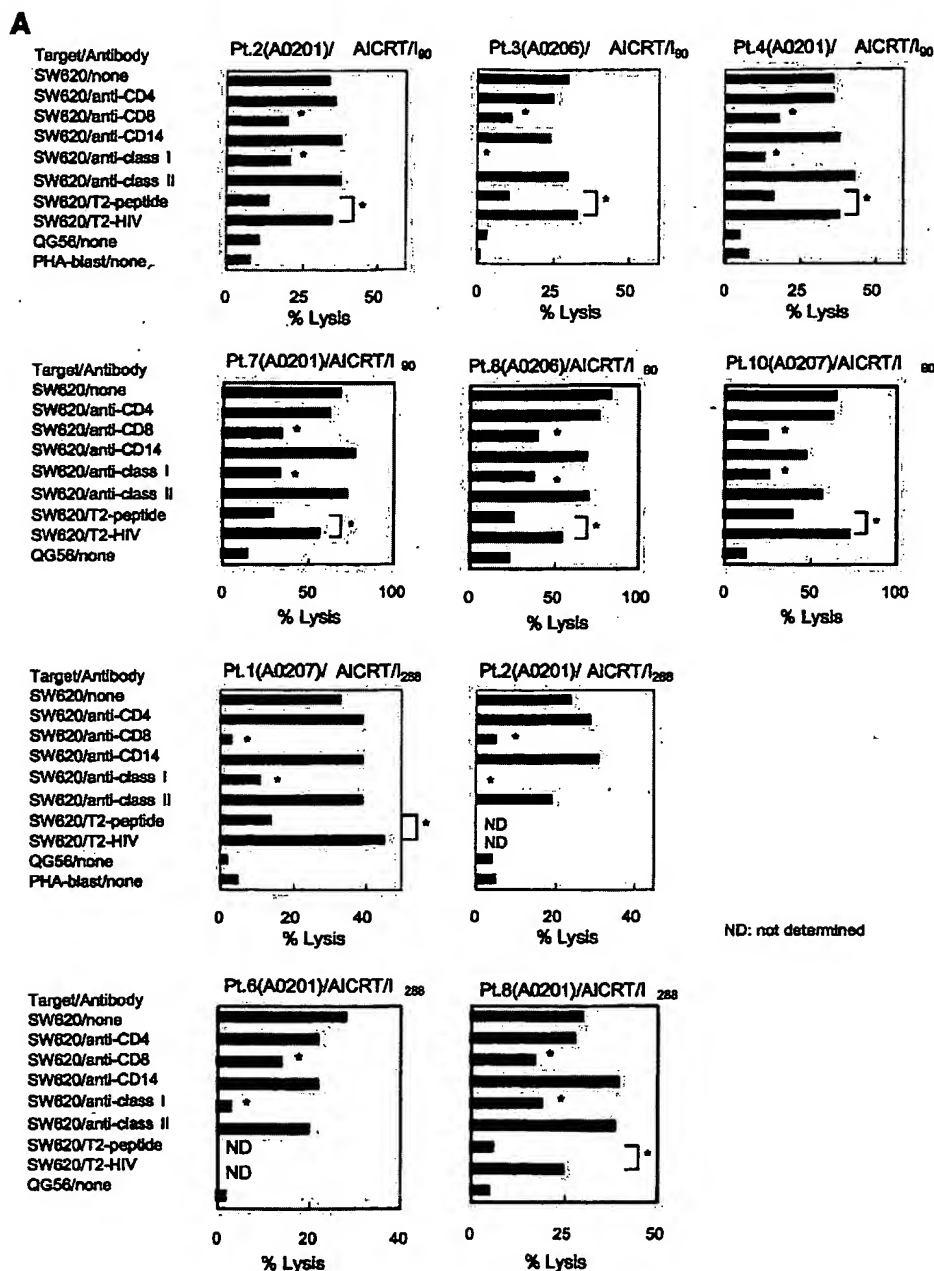 A
Target/Antibody
Pt.2(A0201)/ AICRT/I90
Pt.3(A0206)/ AICRT/I90
Pt.4(A0201)/ AICRT/I90
SW620/none
SW620/anti-CD4
SW620/anti-CD8
SW620/anti-CD14
SW620/anti-class I
SW620/anti-class II
SW620/T2-peptide
SW620/T2-HIV
QG56/none
PHA-blast/none
* * * * * * * * *
0 25 50
0 25 50
0 25 50
% Lysis
% Lysis
% Lysis
Target/Antibody
Pt.7(A0201)/AICRT/I 90
Pt.8(A0206)/AICRT/I 90
Pt.10(A0207)/AICRT/I 90
SW620/none
SW620/anti-CD4
SW620/anti-CD8
SW620/anti-CD14
SW620/anti-class I
SW620/anti-class II
SW620/T2-peptide
SW620/T2-HIV
QG56/none
* * * * * * * * *
0 50 100
0 50 100
0 50 100
% Lysis
% Lysis
% Lysis
Target/Antibody
Pt.1(A0207)/ AICRT/I288
Pt.2(A0201)/ AICRT/I288
SW620/none
SW620/anti-CD4
SW620/anti-CD8
SW620/anti-CD14
SW620/anti-class I
SW620/anti-class II
SW620/T2-peptide
SW620/T2-HIV
QG56/none
PHA-blast/none
* * * * *
ND
ND
ND: not determined
0 20 40
0 20 40
% Lysis
% Lysis
Target/Antibody
Pt.6(A0201)/AICRT/I 288
Pt.8(A0201)/AICRT/I 288
SW620/none
SW620/anti-CD4
SW620/anti-CD8
SW620/anti-CD14
SW620/anti-class I
SW620/anti-class II
SW620/T2-peptide
SW620/T2-HIV
QG56/none
* * * * *
ND
ND
0 20 40
0 25 50
% Lysis
% Lysis